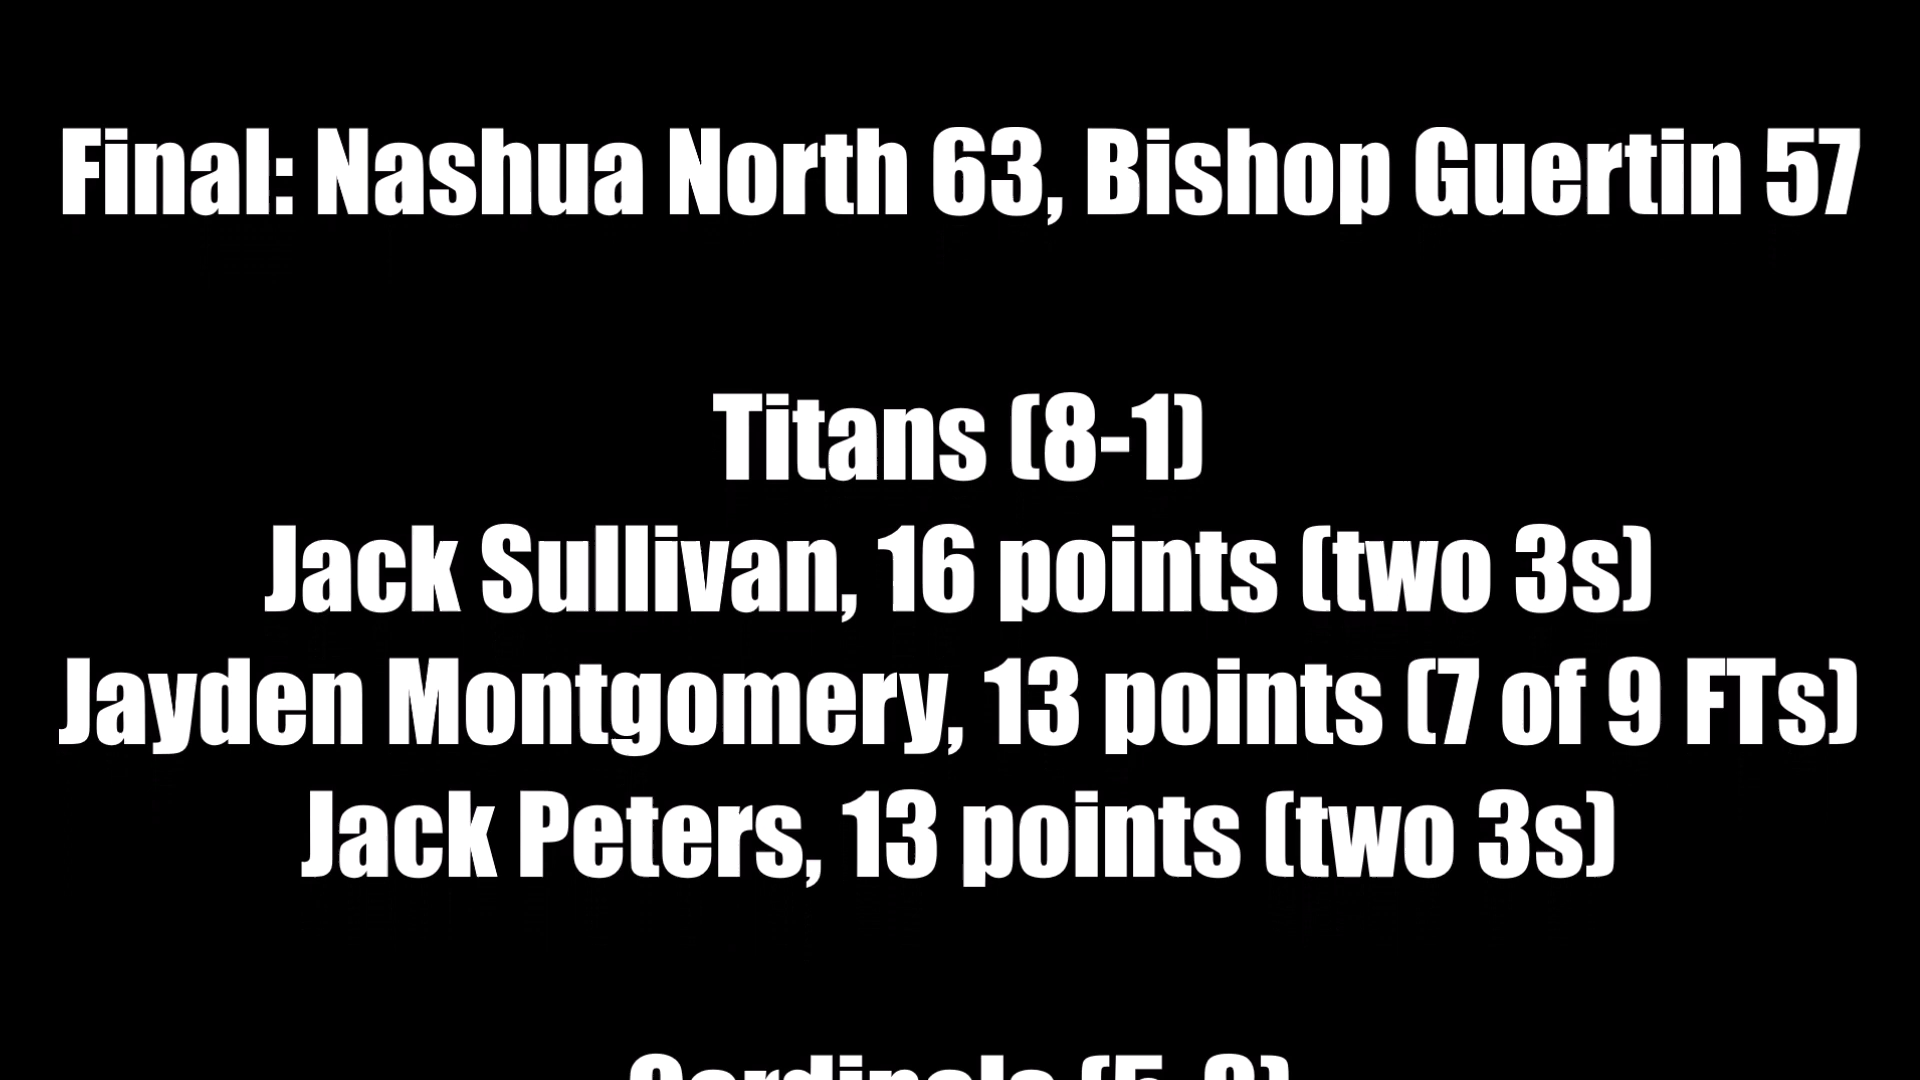 Final: Nashua North 63, Bishop Guertin 57
Titans (8-1)
Jack Sullivan, 16 points (two 3s)
Jayden Montgomery, 13 points (7 of 9 FTs)
Jack Peters, 13 points (two 3s)
Cardinals